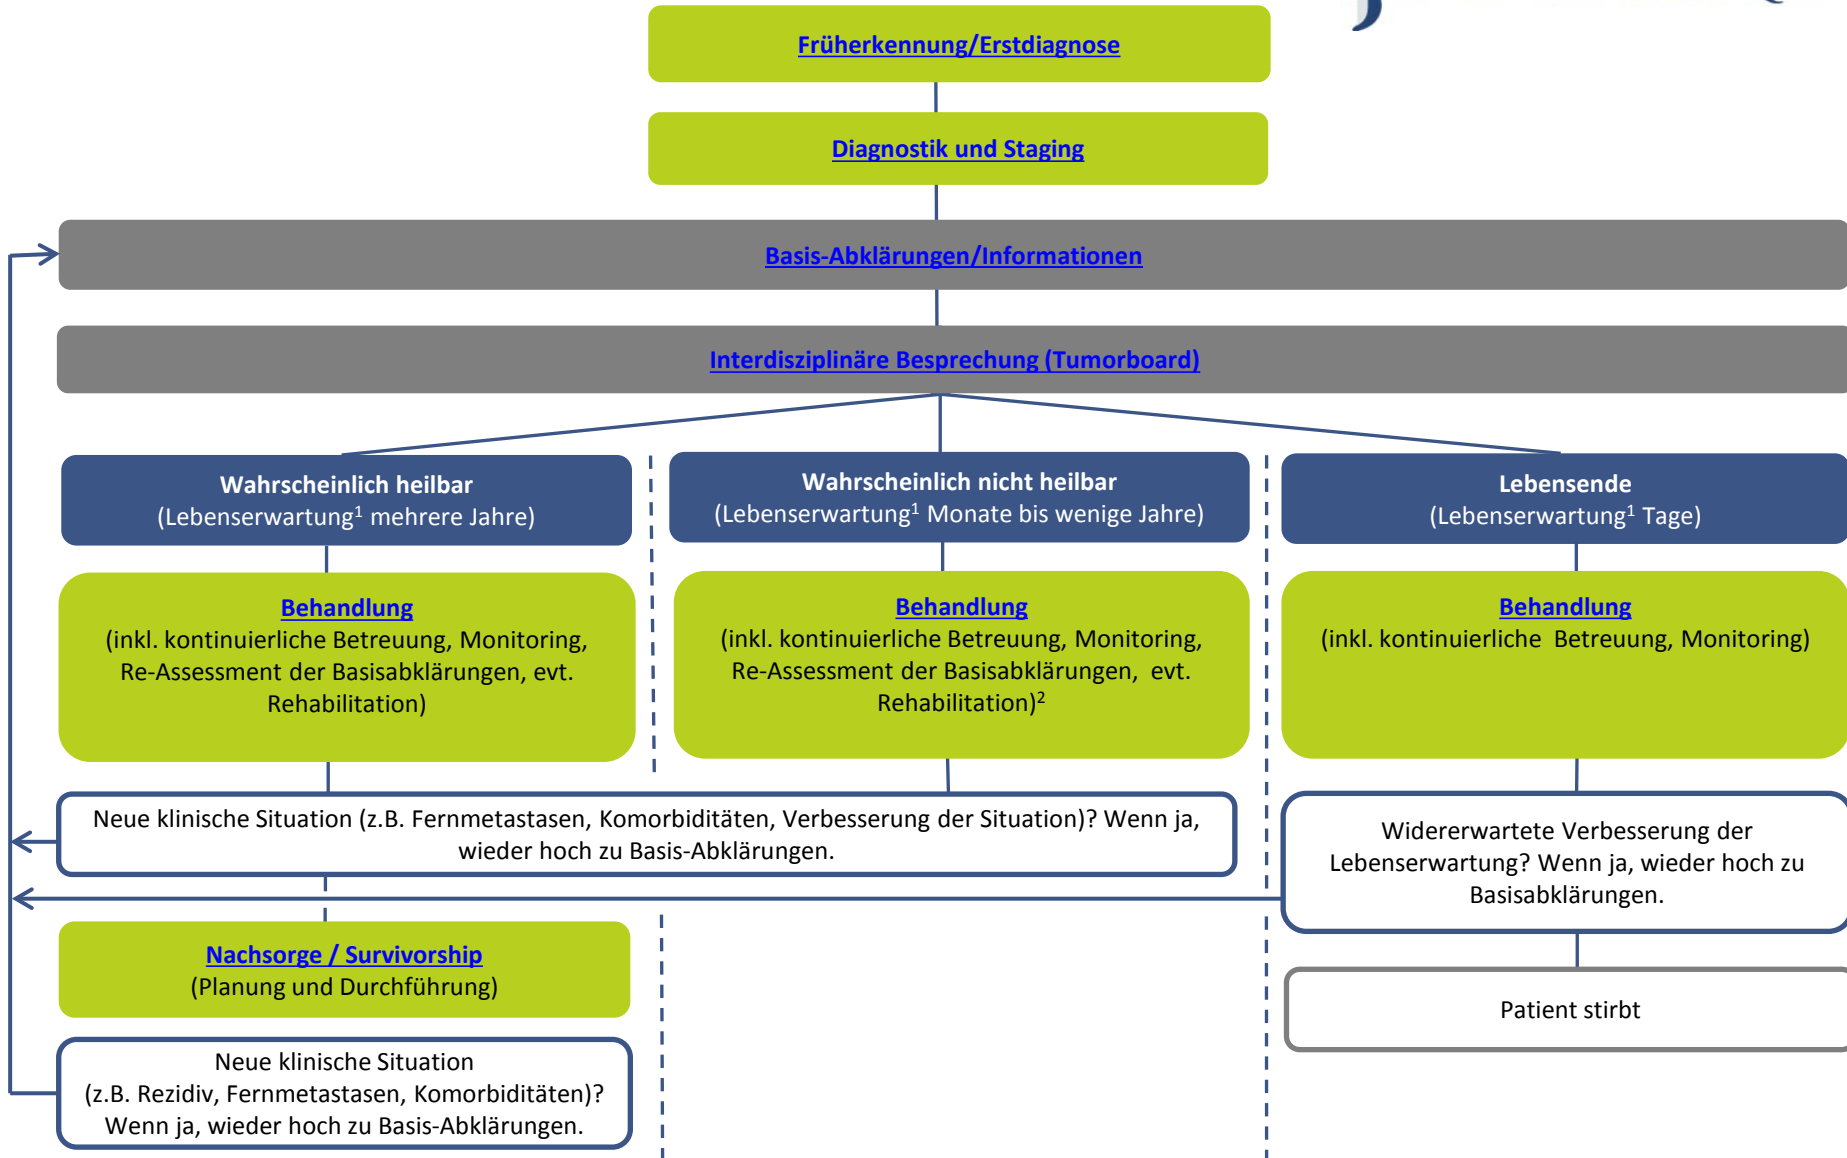 Früherkennung/Erstdiagnose
Diagnostik und Staging
Basis-Abklärungen/Informationen
Interdisziplinäre Besprechung (Tumorboard)
Wahrscheinlich heilbar
(Lebenserwartung¹ mehrere Jahre)
Wahrscheinlich nicht heilbar
(Lebenserwartung¹ Monate bis wenige Jahre)
Lebensende
(Lebenserwartung¹ Tage)
Behandlung
(inkl. kontinuierliche Betreuung, Monitoring,
Re-Assessment der Basisabklärungen, evt.
Rehabilitation)
Behandlung
(inkl. kontinuierliche Betreuung, Monitoring,
Re-Assessment der Basisabklärungen, evt.
Rehabilitation)²
Behandlung
(inkl. kontinuierliche Betreuung, Monitoring)
Neue klinische Situation (z.B. Fernmetastasen, Komorbiditäten, Verbesserung der Situation)? Wenn ja,
wieder hoch zu Basis-Abklärungen.
Widererwartete Verbesserung der
Lebenserwartung? Wenn ja, wieder hoch zu
Basisabklärungen.
Nachsorge / Survivorship
(Planung und Durchführung)
Patient stirbt
Neue klinische Situation
(z.B. Rezidiv, Fernmetastasen, Komorbiditäten)?
Wenn ja, wieder hoch zu Basis-Abklärungen.